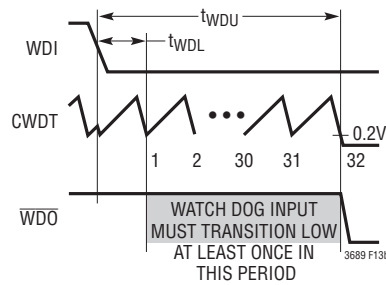 tWDU
WDI
tWDL
CWDT
0.2V
1 2 30 31 32
WDO
WATCH DOG INPUT
MUST TRANSITION LOW
AT LEAST ONCE IN
THIS PERIOD
3689 F13b